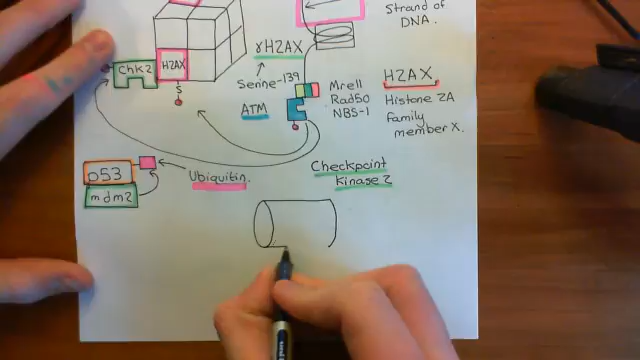 Strand of
DNA.
γH2AX
Chk2
H2AX
S
Serine-139
ATM
Mre11
Rad50
NBS-1
H2AX
Histone 2A
family
member X.
p53
mdm2
Ubiquitin
Checkpoint
Kinase 2